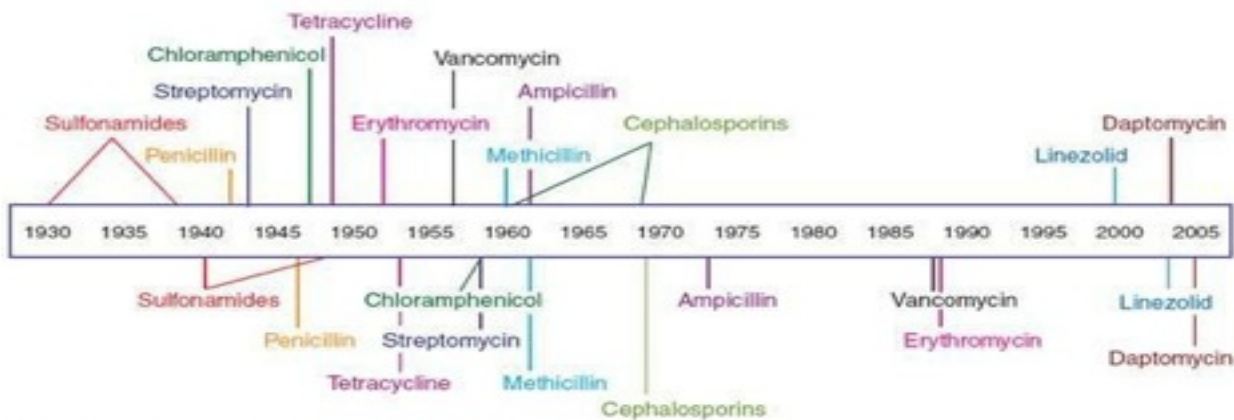 Tetracycline
Chloramphenicol Vancomycin
Streptomycin Ampicillin
Sulfonamides Erythromycin Cephalosporins Daptomycin
Penicillin Methicillin Linezolid
1930 1935 1940 1945 1950 1955 1960 1965 1970 1975 1980 1985 1990 1995 2000 2005
Sulfonamides Chloramphenicol Ampicillin Vancomycin Linezolid
Penicillin Streptomycin Erythromycin
Daptomycin
Tetracycline Methicillin
Cephalosporins